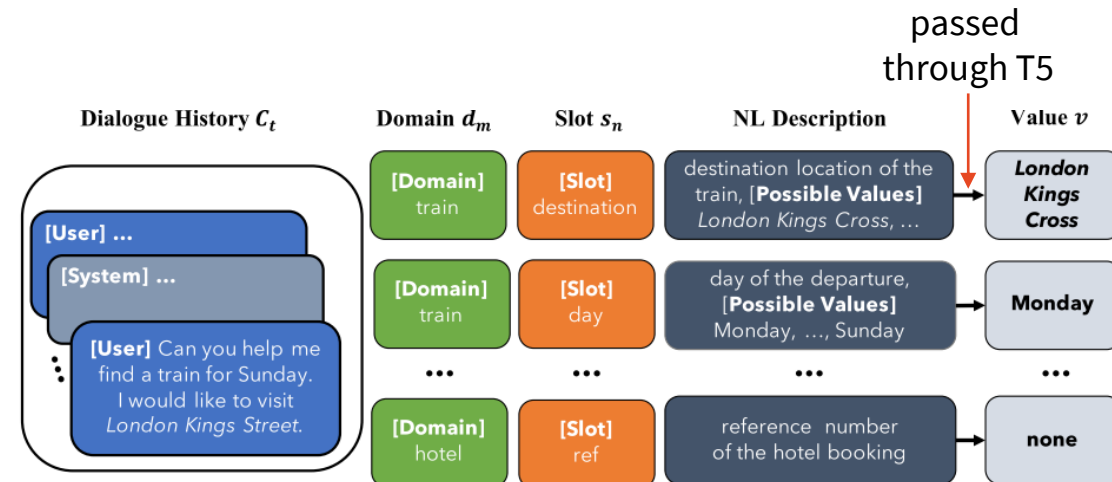 passed
through T5
Dialogue History Cₜ
Domain dₘ
Slot sₙ
NL Description
Value v
[User] ...
[System] ...
[User] Can you help me
find a train for Sunday.
I would like to visit
London Kings Street.
[Domain]
train
[Slot]
destination
destination location of the
train, [Possible Values]
London Kings Cross, ...
London
Kings
Cross
[Domain]
train
[Slot]
day
day of the departure,
[Possible Values]
Monday, ..., Sunday
Monday
...
...
...
...
[Domain]
hotel
[Slot]
ref
reference number
of the hotel booking
none